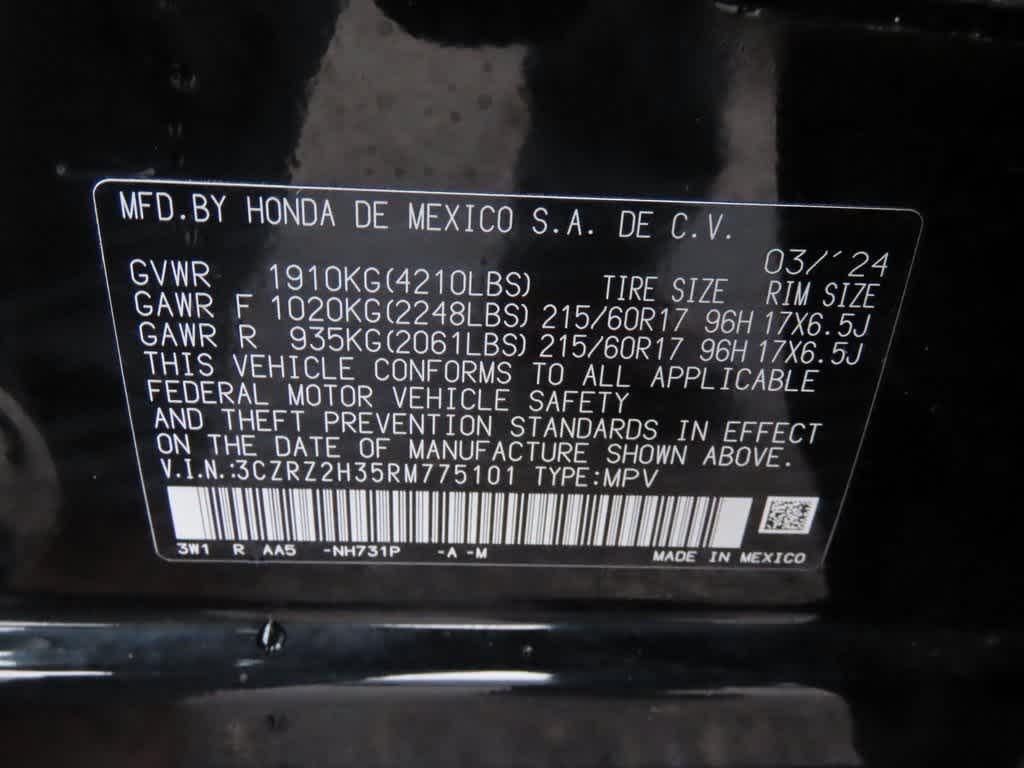 MFD.BY HONDA DE MEXICO S.A. DE C.V.
03/'24
GVWR 1910KG(4210LBS) TIRE SIZE RIM SIZE
GAWR F 1020KG(2248LBS) 215/60R17 96H 17X6.5J
GAWR R 935KG(2061LBS) 215/60R17 96H 17X6.5J
THIS VEHICLE CONFORMS TO ALL APPLICABLE
FEDERAL MOTOR VEHICLE SAFETY
AND THEFT PREVENTION STANDARDS IN EFFECT
ON THE DATE OF MANUFACTURE SHOWN ABOVE.
V.I.N.:3CZRZ2H35RM775101 TYPE:MPV
3W1 R AA5 -NH731P -A -M MADE IN MEXICO